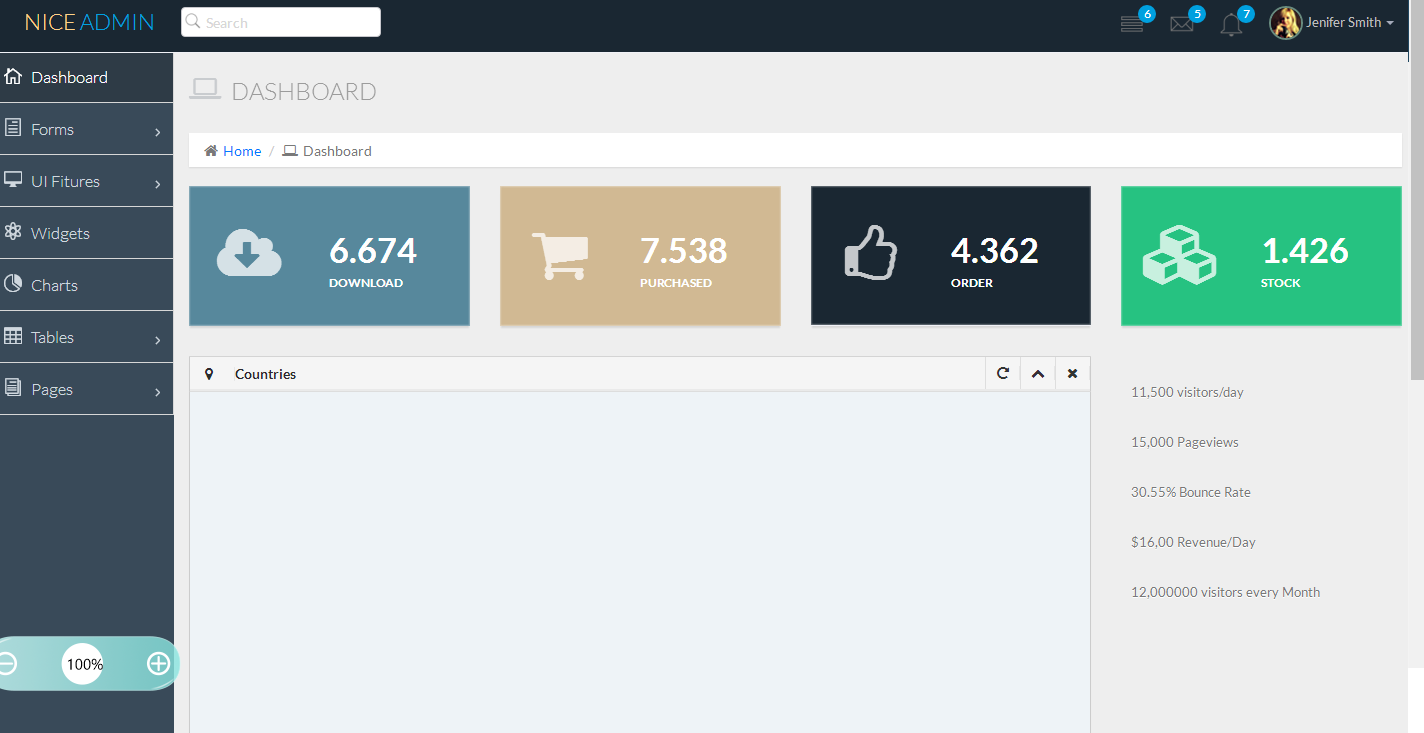 NICE ADMIN
Search
6
5
7
Jenifer Smith
Dashboard
Forms
UI Fitures
Widgets
Charts
Tables
Pages
100%
DASHBOARD
Home / Dashboard
6.674
DOWNLOAD
7.538
PURCHASED
4.362
ORDER
1.426
STOCK
Countries
11,500 visitors/day
15,000 Pageviews
30.55% Bounce Rate
$16,00 Revenue/Day
12,000000 visitors every Month